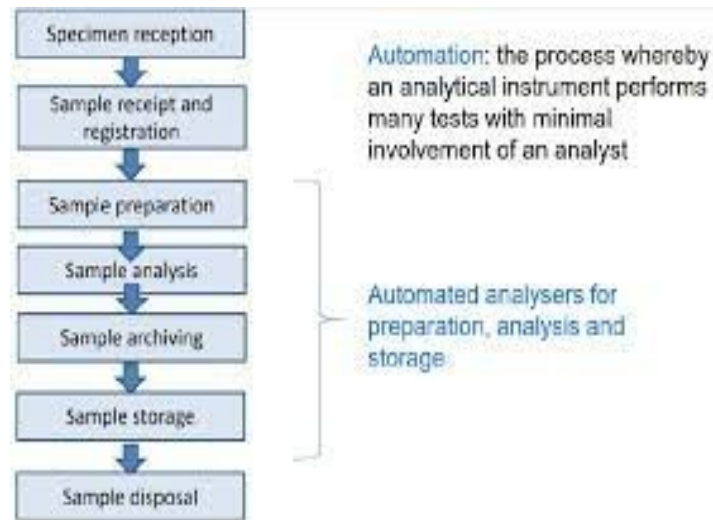 Specimen reception
Sample receipt and
registration
Sample preparation
Sample analysis
Sample archiving
Sample storage
Sample disposal
Automation: the process whereby
an analytical instrument performs
many tests with minimal
involvement of an analyst
Automated analysers for
preparation, analysis and
storage